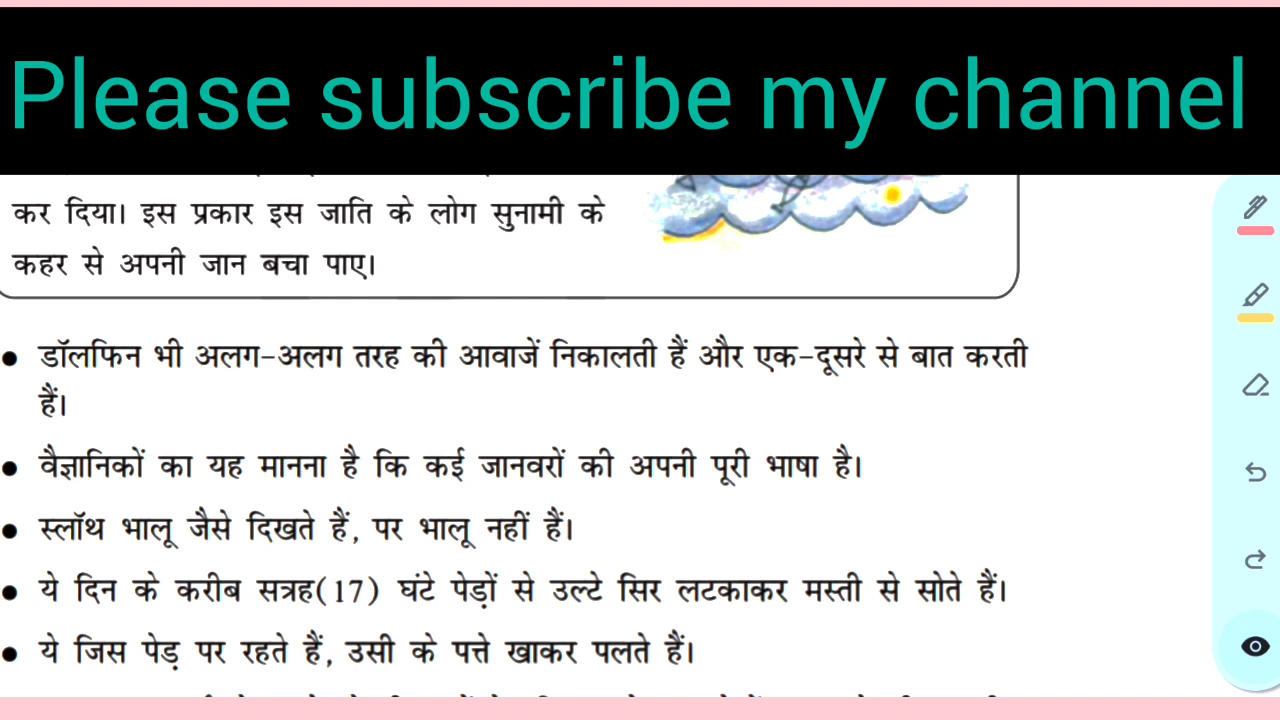 Please subscribe my channel
कर दिया। इस प्रकार इस जाति के लोग सुनामी के
कहर से अपनी जान बचा पाए।
● डॉलफिन भी अलग-अलग तरह की आवाजें निकालती हैं और एक-दूसरे से बात करती
हैं।
● वैज्ञानिकों का यह मानना है कि कई जानवरों की अपनी पूरी भाषा है।
● स्लॉथ भालू जैसे दिखते हैं, पर भालू नहीं हैं।
● ये दिन के करीब सत्रह(17) घंटे पेड़ों से उल्टे सिर लटकाकर मस्ती से सोते हैं।
● ये जिस पेड़ पर रहते हैं, उसी के पत्ते खाकर पलते हैं।